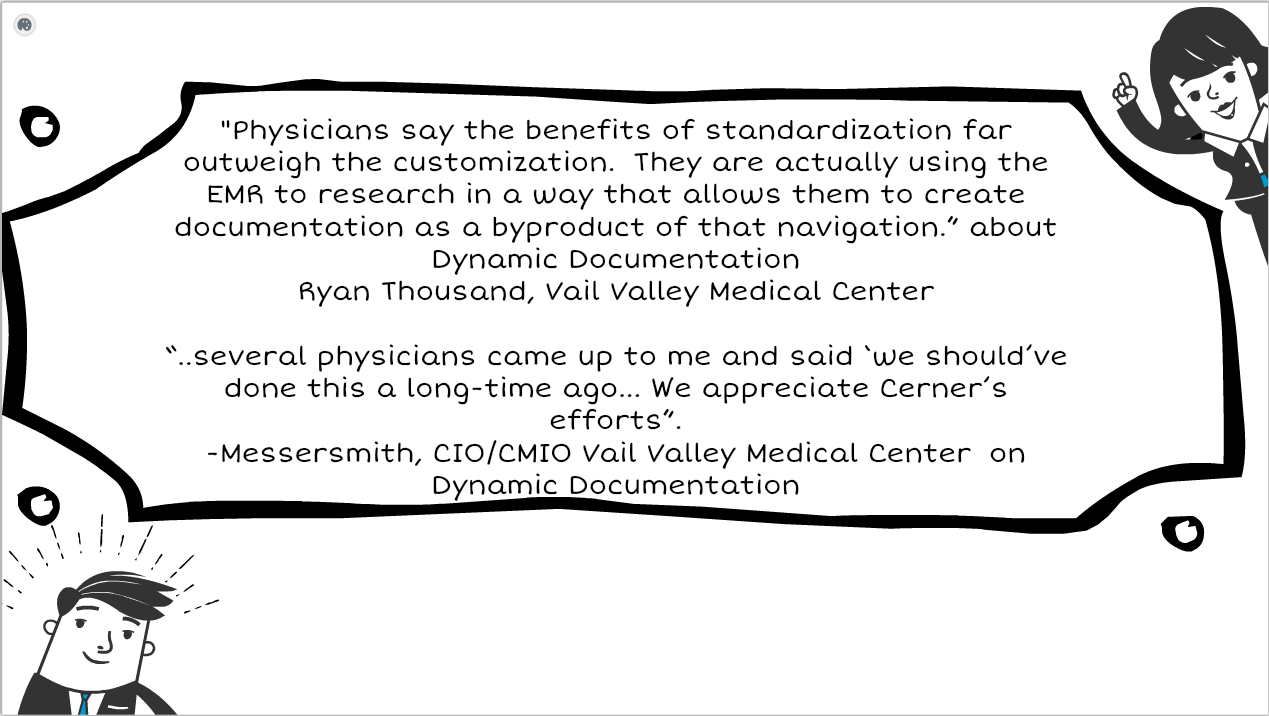 "Physicians say the benefits of standardization far
outweigh the customization.  They are actually using the
EMR to research in a way that allows them to create
documentation as a byproduct of that navigation.” about
Dynamic Documentation
Ryan Thousand, Vail Valley Medical Center
“..several physicians came up to me and said ‘we should’ve
done this a long-time ago... We appreciate Cerner’s
efforts”.
-Messersmith, CIO/CMIO Vail Valley Medical Center  on
Dynamic Documentation